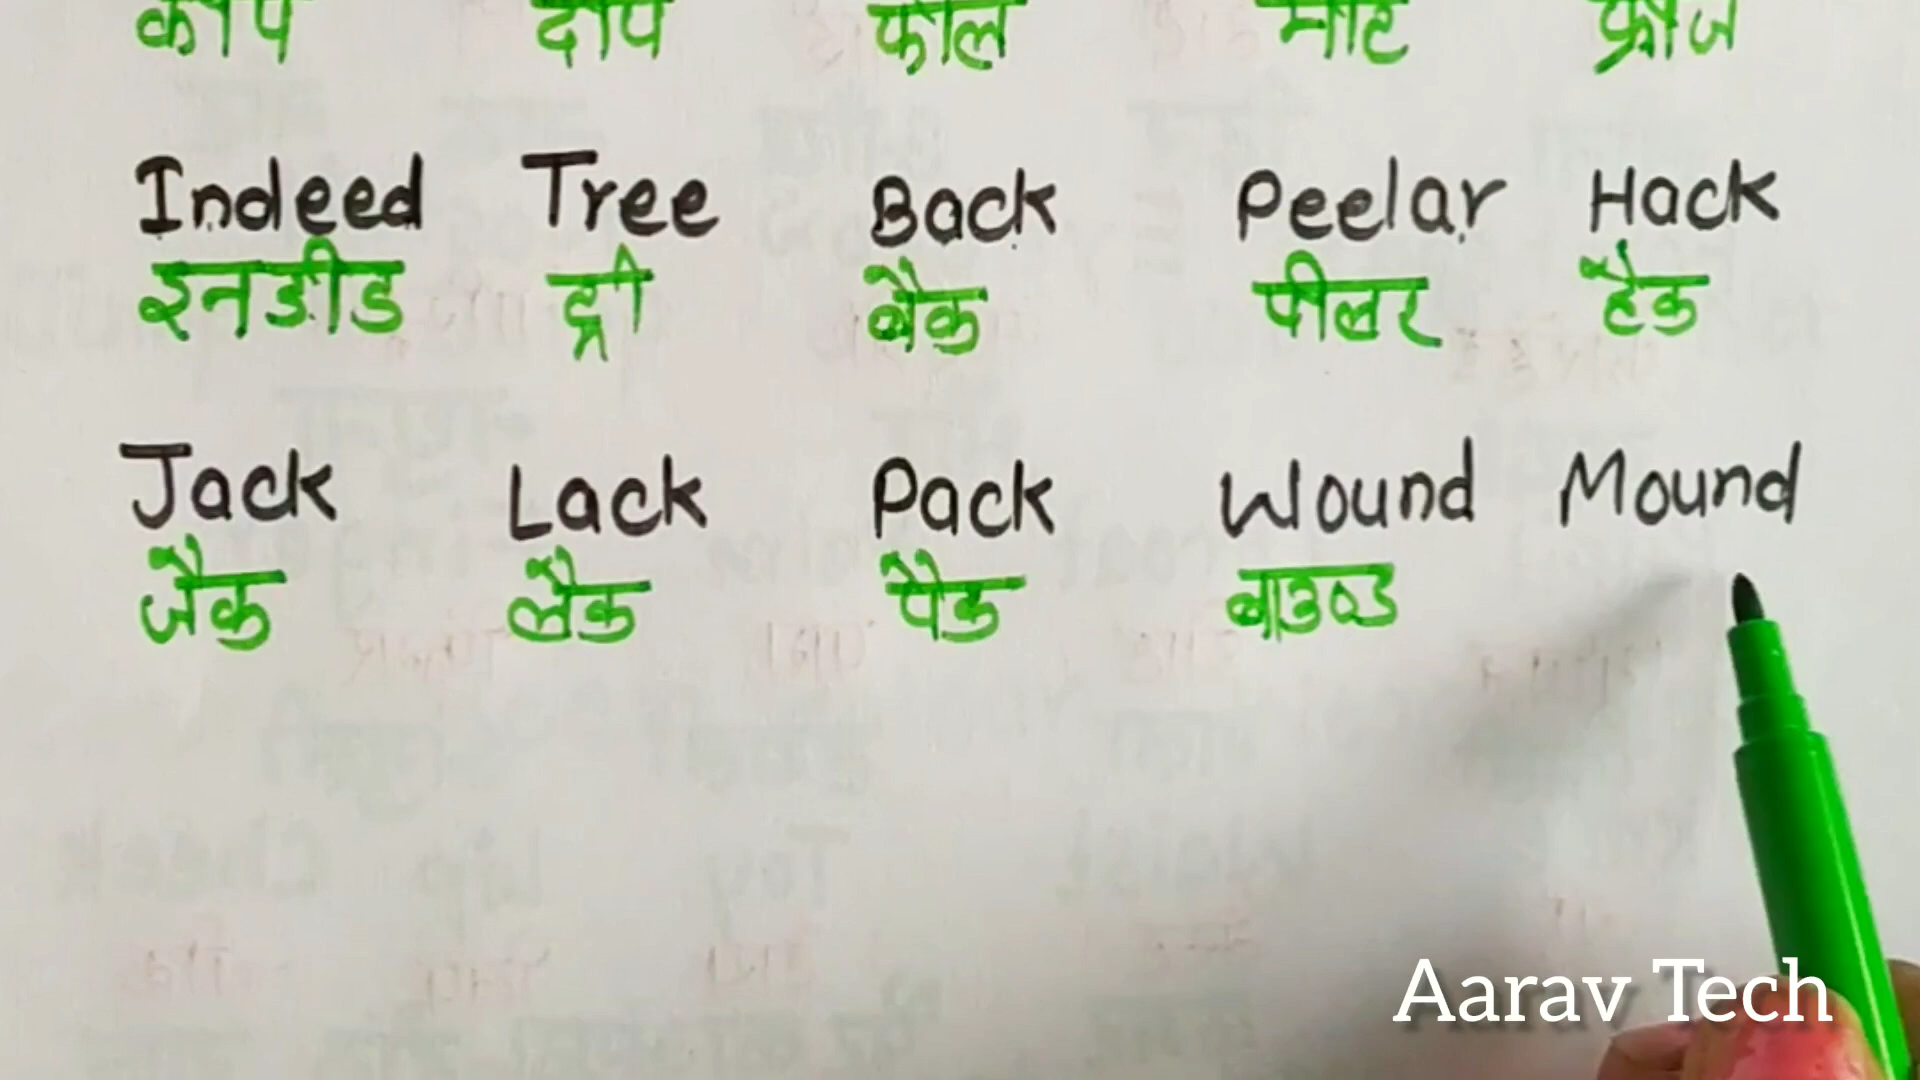 कीप दीप फील मीट फ्रीज
Indeed Tree Back Peelar Hack
इनडीड ट्री बैक पीलर हैक
Jack Lack Pack Wound Mound
जैक लैक पैक बाउण्ड
Aarav Tech